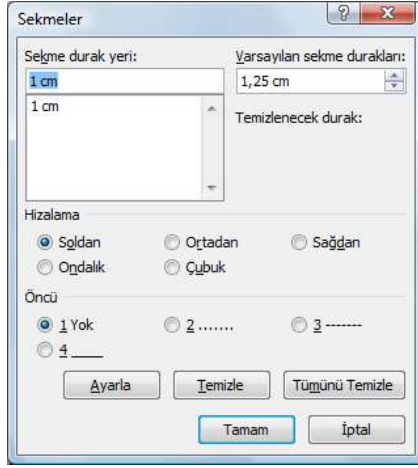 Sekmeler
Sekme durak yeri: Varsayılan sekme durakları:
1 cm 1,25 cm
1 cm Temizlenecek durak:
Hizalama
Soldan Ortadan Sağdan
Ondalık Çubuk
Öncü
1 Yok 2 ....... 3 -------
4 ____
Ayarla Temizle Tümünü Temizle
Tamam İptal